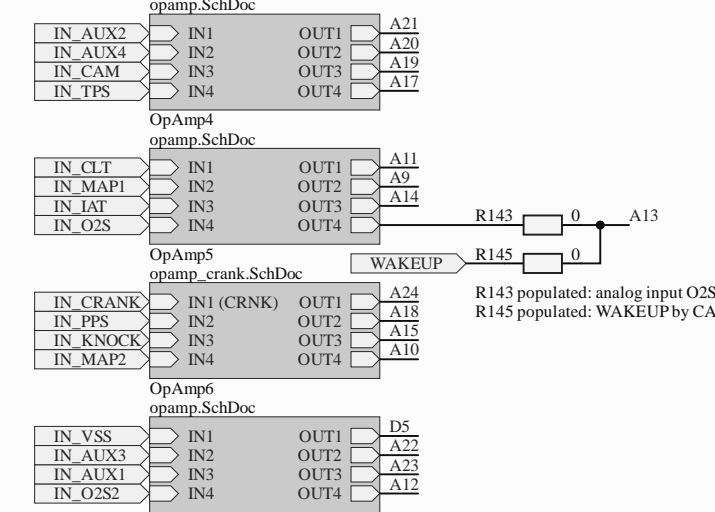 opamp.SchDoc
IN_AUX2 IN1 OUT1 A21
IN_AUX4 IN2 OUT2 A20
IN_CAM IN3 OUT3 A19
IN_TPS IN4 OUT4 A17
OpAmp4
opamp.SchDoc
IN_CLT IN1 OUT1 A11
IN_MAP1 IN2 OUT2 A9
IN_IAT IN3 OUT3 A14
IN_O2S IN4 OUT4 R143 0 A13
OpAmp5
WAKEUP R145 0
opamp_crank.SchDoc
IN_CRANK IN1 (CRNK) OUT1 A24
IN_PPS IN2 OUT2 A18
IN_KNOCK IN3 OUT3 A15
IN_MAP2 IN4 OUT4 A10
R143 populated: analog input O2S
R145 populated: WAKEUP by CA
OpAmp6
opamp.SchDoc
IN_VSS IN1 OUT1 D5
IN_AUX3 IN2 OUT2 A22
IN_AUX1 IN3 OUT3 A23
IN_O2S2 IN4 OUT4 A12